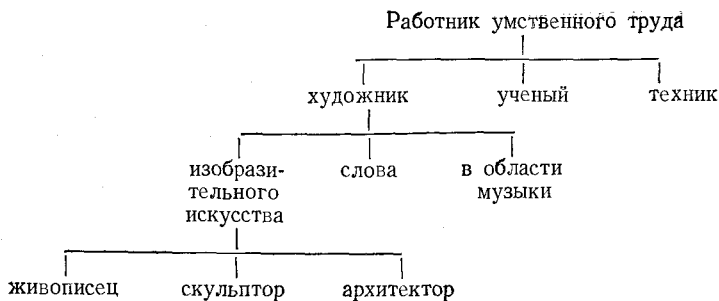 Работник умственного труда
художник ученый техник
изобрази- слова в области
тельного музыки
искусства
живописец скульптор архитектор